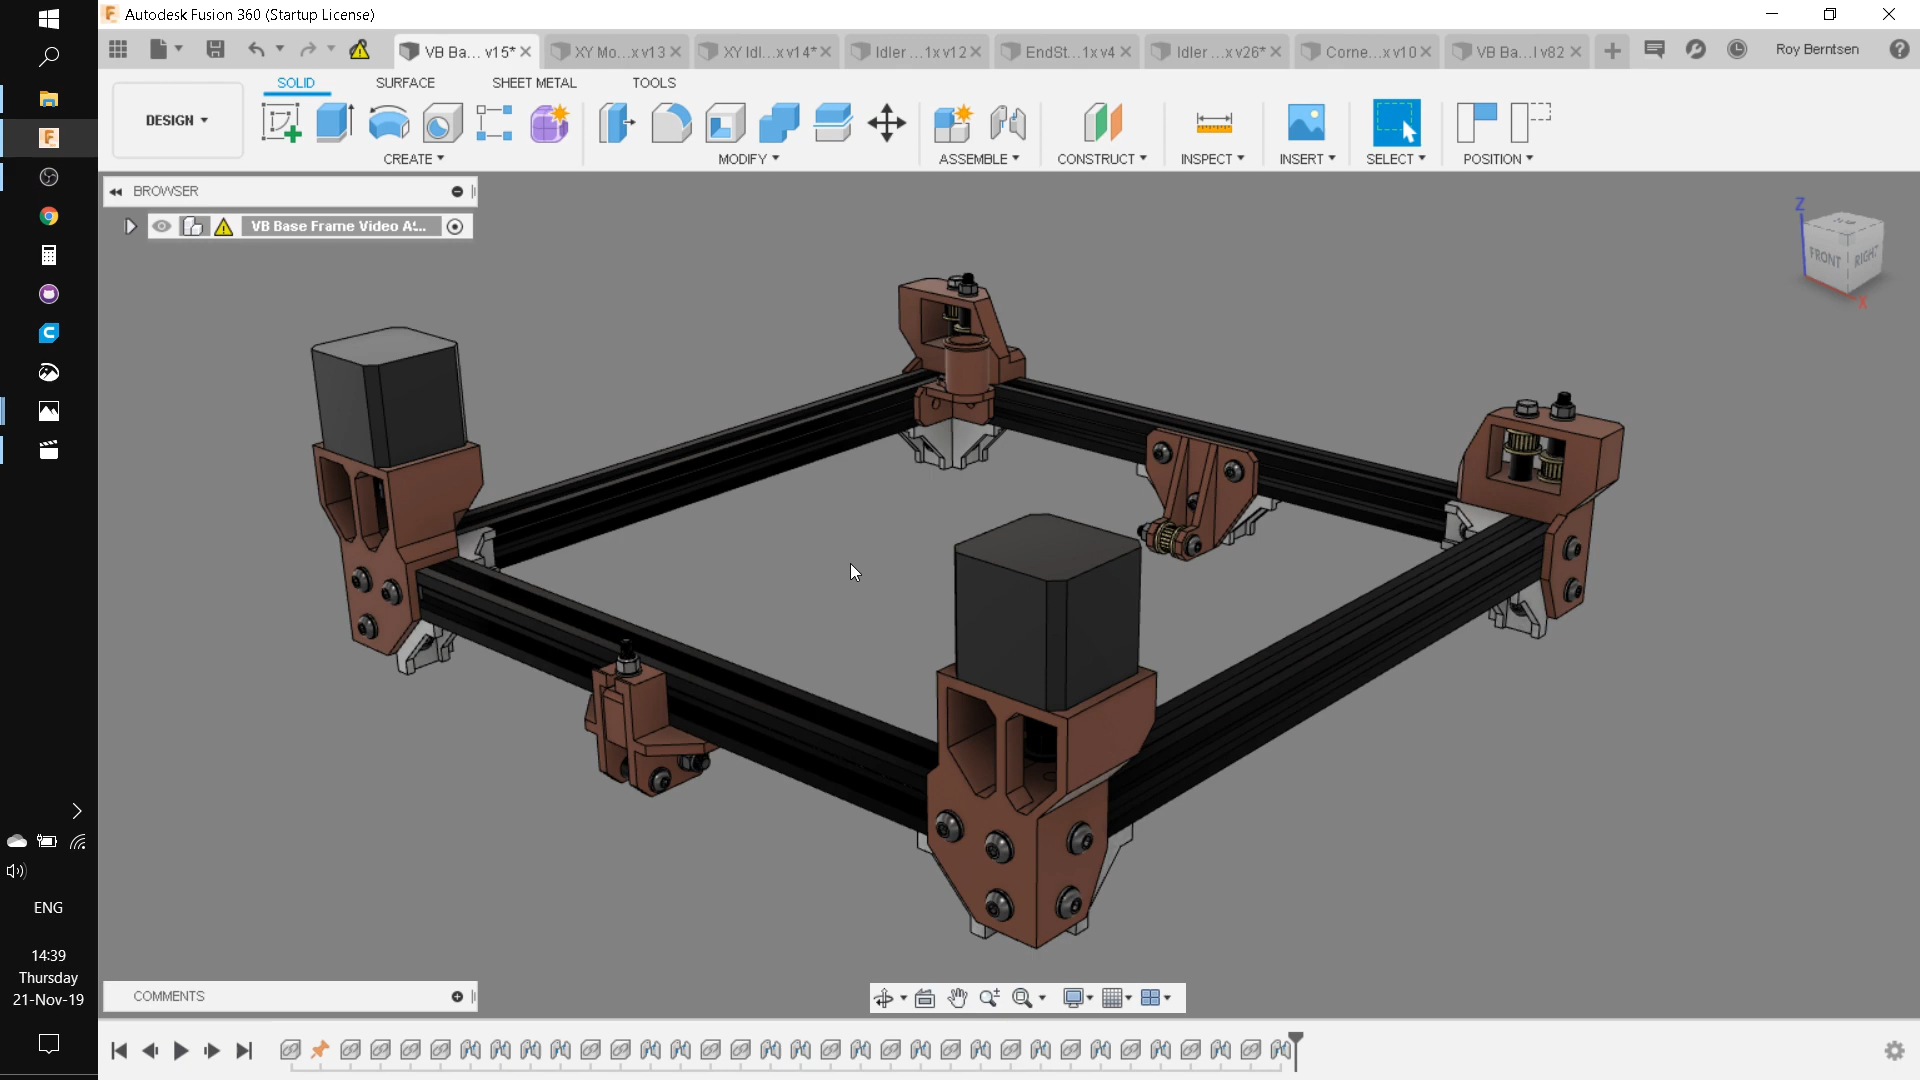 Autodesk Fusion 360 (Startup License)
VB Ba... v15*
XY Mo...x v13
XY Idl...x v14*
Idler ...1x v12
EndSt...1x v4
Idler ...x v26*
Corne...x v10
VB Ba...l v82
Roy Berntsen
SOLID
SURFACE
SHEET METAL
TOOLS
DESIGN
CREATE
MODIFY
ASSEMBLE
CONSTRUCT
INSPECT
INSERT
SELECT
POSITION
BROWSER
VB Base Frame Video A'...
Z
FRONT
RIGHT
X
ENG
14:39
Thursday
21-Nov-19
COMMENTS